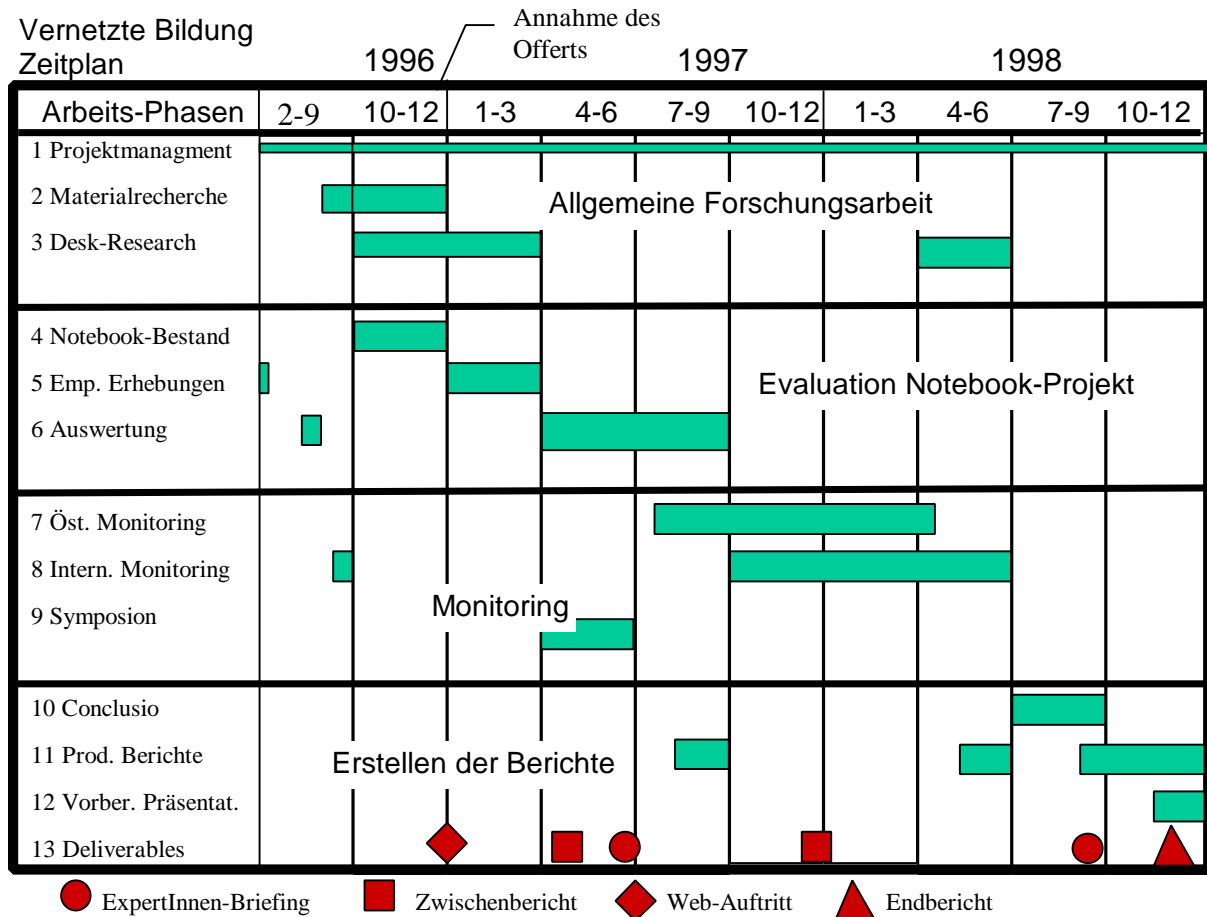 Vernetzte Bildung
Zeitplan
Annahme des
Offerts
1996 1997 1998
Arbeits-Phasen 2-9 10-12 1-3 4-6 7-9 10-12 1-3 4-6 7-9 10-12
1 Projektmanagment
2 Materialrecherche
Allgemeine Forschungsarbeit
3 Desk-Research
4 Notebook-Bestand
5 Emp. Erhebungen
Evaluation Notebook-Projekt
6 Auswertung
7 Öst. Monitoring
8 Intern. Monitoring
9 Symposion
Monitoring
10 Conclusio
11 Prod. Berichte
Erstellen der Berichte
12 Vorber. Präsentat.
13 Deliverables
ExpertInnen-Briefing Zwischenbericht Web-Auftritt Endbericht